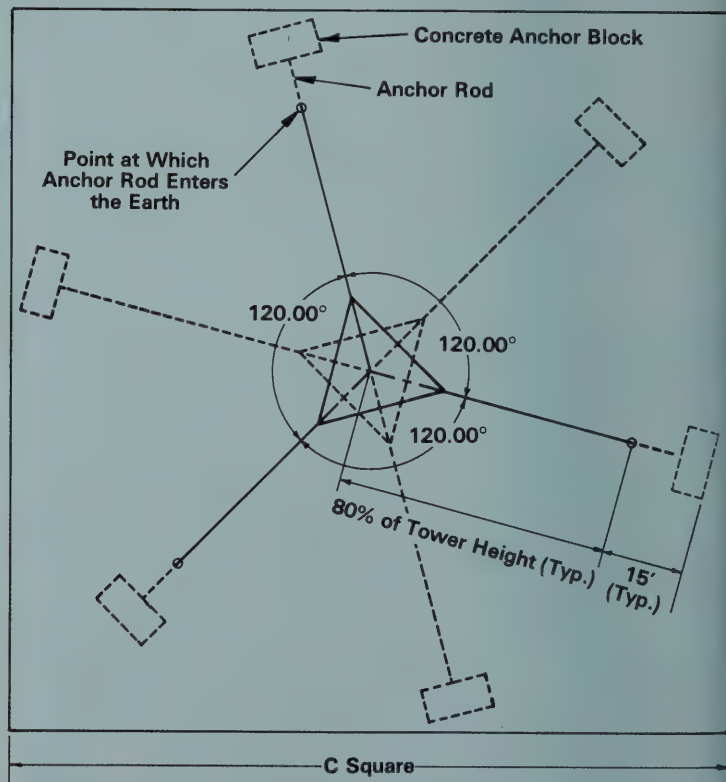 Concrete Anchor Block
Anchor Rod
Point at Which
Anchor Rod Enters
the Earth
120.00°
120.00°
120.00°
80% of Tower Height (Typ.)
15'
(Typ.)
C Square